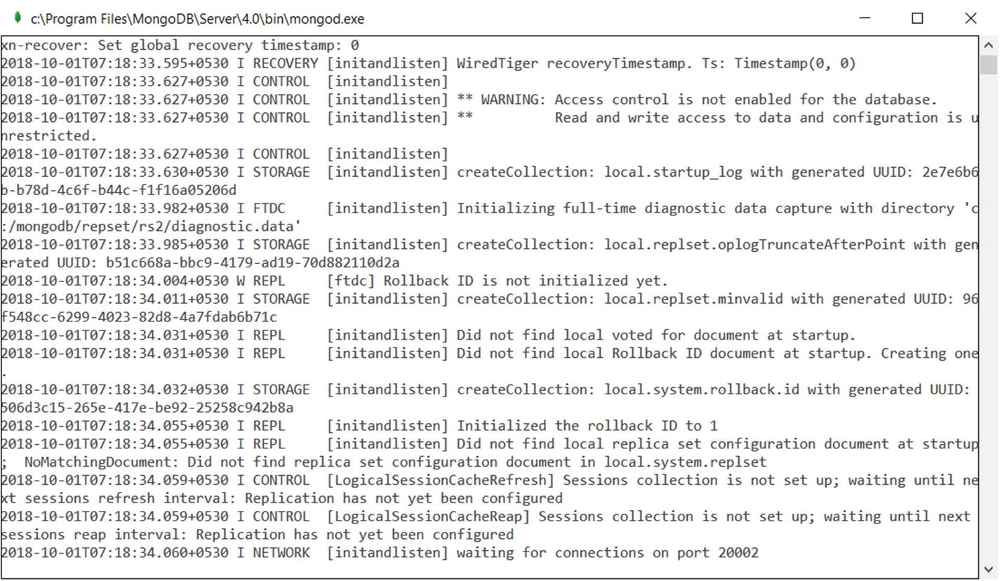 c:\Program Files\MongoDB\Server\4.0\bin\mongod.exe
xn-recover: Set global recovery timestamp: 0
2018-10-01T07:18:33.595+0530 I RECOVERY [initandlisten] WiredTiger recoveryTimestamp. Ts: Timestamp(0, 0)
2018-10-01T07:18:33.627+0530 I CONTROL  [initandlisten]
2018-10-01T07:18:33.627+0530 I CONTROL  [initandlisten] ** WARNING: Access control is not enabled for the database.
2018-10-01T07:18:33.627+0530 I CONTROL  [initandlisten] **          Read and write access to data and configuration is u
nrestricted.
2018-10-01T07:18:33.627+0530 I CONTROL  [initandlisten]
2018-10-01T07:18:33.630+0530 I STORAGE  [initandlisten] createCollection: local.startup_log with generated UUID: 2e7e6b6
b-b78d-4c6f-b44c-f1f16a05206d
2018-10-01T07:18:33.982+0530 I FTDC     [initandlisten] Initializing full-time diagnostic data capture with directory 'c
:/mongodb/repset/rs2/diagnostic.data'
2018-10-01T07:18:33.985+0530 I STORAGE  [initandlisten] createCollection: local.replset.oplogTruncateAfterPoint with gen
erated UUID: b51c668a-bbc9-4179-ad19-70d882110d2a
2018-10-01T07:18:34.004+0530 W REPL     [ftdc] Rollback ID is not initialized yet.
2018-10-01T07:18:34.011+0530 I STORAGE  [initandlisten] createCollection: local.replset.minvalid with generated UUID: 96
f548cc-6299-4023-82d8-4a7fdab6b71c
2018-10-01T07:18:34.031+0530 I REPL     [initandlisten] Did not find local voted for document at startup.
2018-10-01T07:18:34.031+0530 I REPL     [initandlisten] Did not find local Rollback ID document at startup. Creating one
.
2018-10-01T07:18:34.032+0530 I STORAGE  [initandlisten] createCollection: local.system.rollback.id with generated UUID:
506d3c15-265e-417e-be92-25258c942b8a
2018-10-01T07:18:34.055+0530 I REPL     [initandlisten] Initialized the rollback ID to 1
2018-10-01T07:18:34.055+0530 I REPL     [initandlisten] Did not find local replica set configuration document at startup
;  NoMatchingDocument: Did not find replica set configuration document in local.system.replset
2018-10-01T07:18:34.059+0530 I CONTROL  [LogicalSessionCacheRefresh] Sessions collection is not set up; waiting until ne
xt sessions refresh interval: Replication has not yet been configured
2018-10-01T07:18:34.059+0530 I CONTROL  [LogicalSessionCacheReap] Sessions collection is not set up; waiting until next
sessions reap interval: Replication has not yet been configured
2018-10-01T07:18:34.060+0530 I NETWORK  [initandlisten] waiting for connections on port 20002